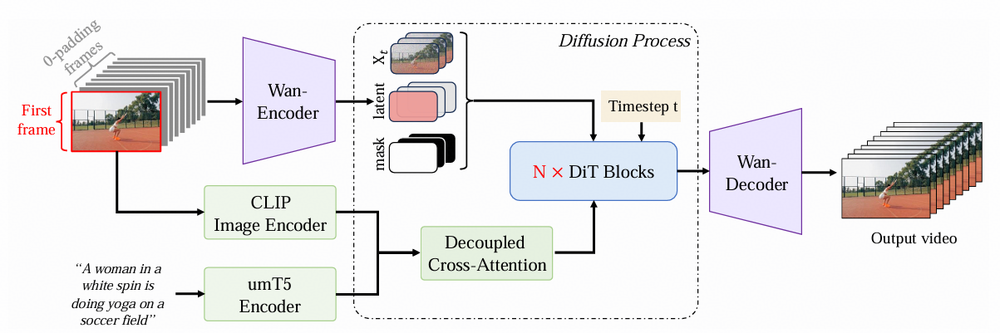 0-padding
frames
First
frame
Wan-
Encoder
X_t
latent
mask
Diffusion Process
Timestep t
N × DiT Blocks
Wan-
Decoder
Output video
CLIP
Image Encoder
Decoupled
Cross-Attention
umT5
Encoder
“A woman in a
white spin is
doing yoga on a
soccer field”